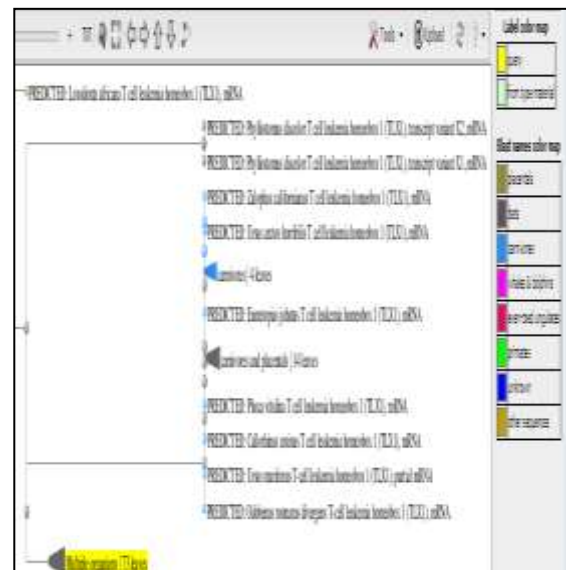 Tools
Upload
Label color map
query
from type material
Blast names color map
placentals
bats
carnivores
whales & dolphins
even-toed ungulates
primates
unknown
other sequences
PREDICTED: Loxodonta africana T cell leukemia homeobox 1 (TLX1), mRNA
PREDICTED: Phyllostomus discolor T cell leukemia homeobox 1 (TLX1), transcript variant X2, mRNA
PREDICTED: Phyllostomus discolor T cell leukemia homeobox 1 (TLX1), transcript variant mRNA
PREDICTED: Zalophus californianus T cell leukemia homeobox 1 (TLX1), mRNA
PREDICTED: Ursus arctos horribilis T cell leukemia homeobox 1 (TLX1), mRNA
carnivores | 4 leaves
PREDICTED: Eumetopias jubatus T cell leukemia homeobox 1 (TLX1), mRNA
carnivores and placentals | 4 leaves
PREDICTED: Phoca vitulina T cell leukemia homeobox 1 (TLX1), mRNA
PREDICTED: Callorhinus ursinus T cell leukemia homeobox 1 (TLX1), mRNA
PREDICTED: Ursus maritimus T-cell leukemia homeobox 1 (TLX1), partial mRNA
PREDICTED: Odobenus rosmarus divergens T-cell leukemia homeobox 1 (TLX1), mRNA
Multiple organisms | 73 leaves